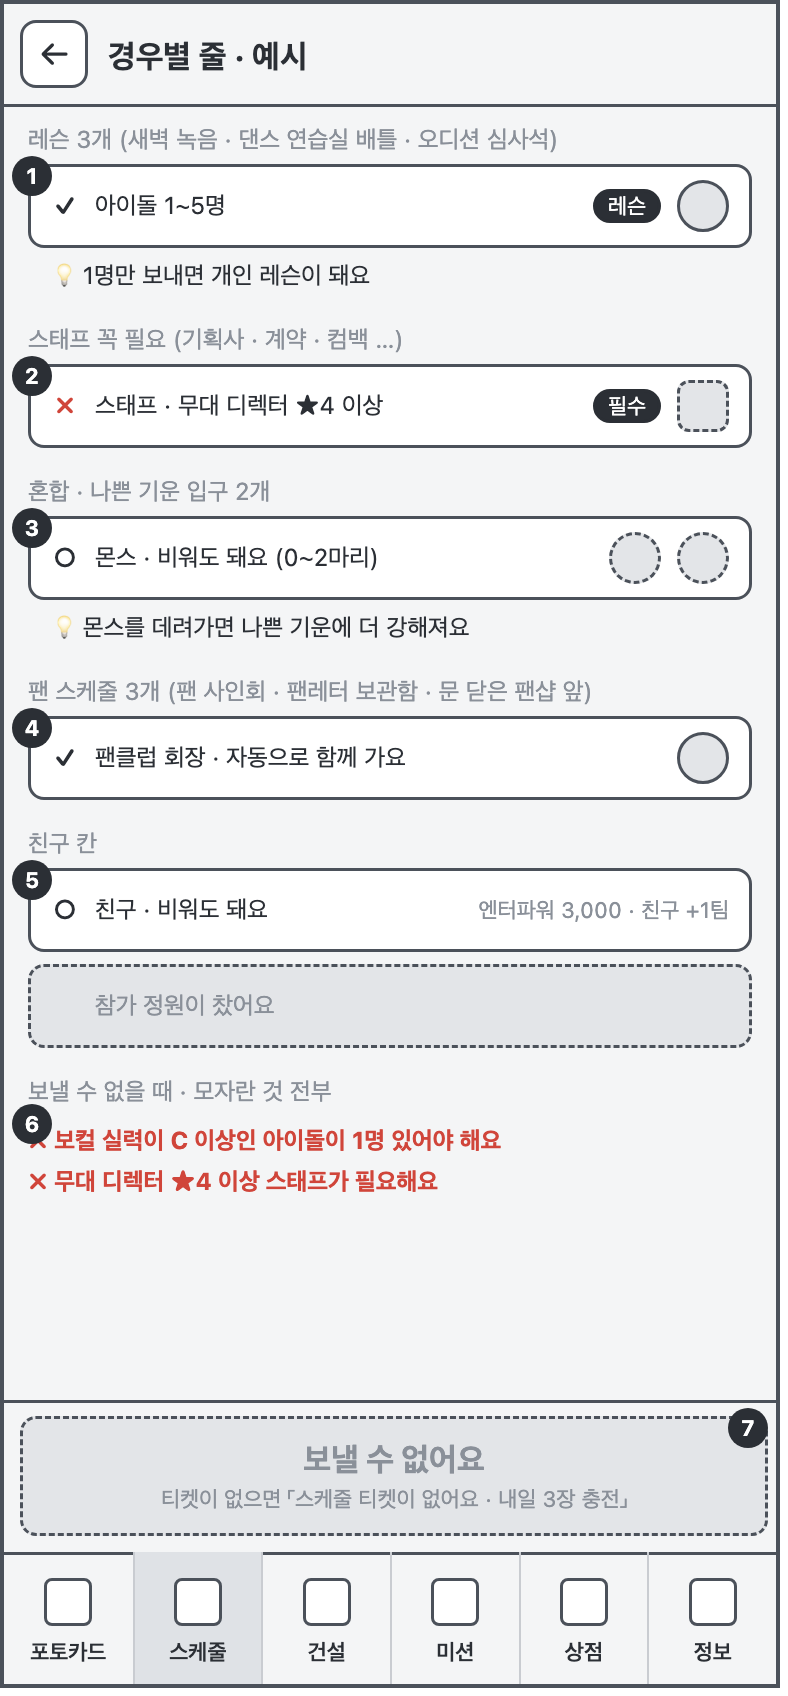 경우별 줄 · 예시
레슨 3개 (새벽 녹음 · 댄스 연습실 배틀 · 오디션 심사석)
1
아이돌 1~5명
레슨
1명만 보내면 개인 레슨이 돼요
스태프 꼭 필요 (기획사 · 계약 · 컴백 ...)
2
스태프 · 무대 디렉터 ★4 이상
필수
혼합 · 나쁜 기운 입구 2개
3
몬스 · 비워도 돼요 (0~2마리)
몬스를 데려가면 나쁜 기운에 더 강해져요
팬 스케줄 3개 (팬 사인회 · 팬레터 보관함 · 문 닫은 팬샵 앞)
4
팬클럽 회장 · 자동으로 함께 가요
친구 칸
5
친구 · 비워도 돼요
엔터파워 3,000 · 친구 +1팀
참가 정원이 찼어요
보낼 수 없을 때 · 모자란 것 전부
6
✕ 보컬 실력이 C 이상인 아이돌이 1명 있어야 해요
✕ 무대 디렉터 ★4 이상 스태프가 필요해요
7
보낼 수 없어요
티켓이 없으면 「스케줄 티켓이 없어요 · 내일 3장 충전」
포토카드
스케줄
건설
미션
상점
정보